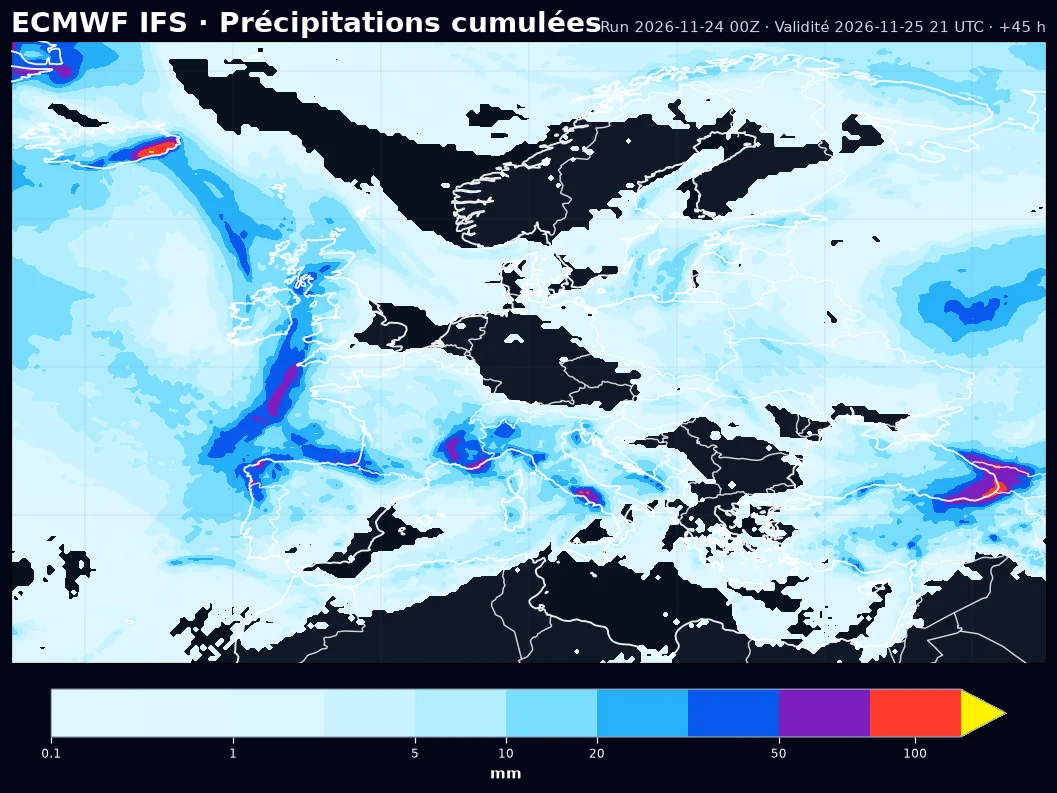 ECMWF IFS · Précipitations cumulées
Run 2026-11-24 00Z · Validité 2026-11-25 21 UTC · +45 h
0.1 1 5 10 20 50 100
mm